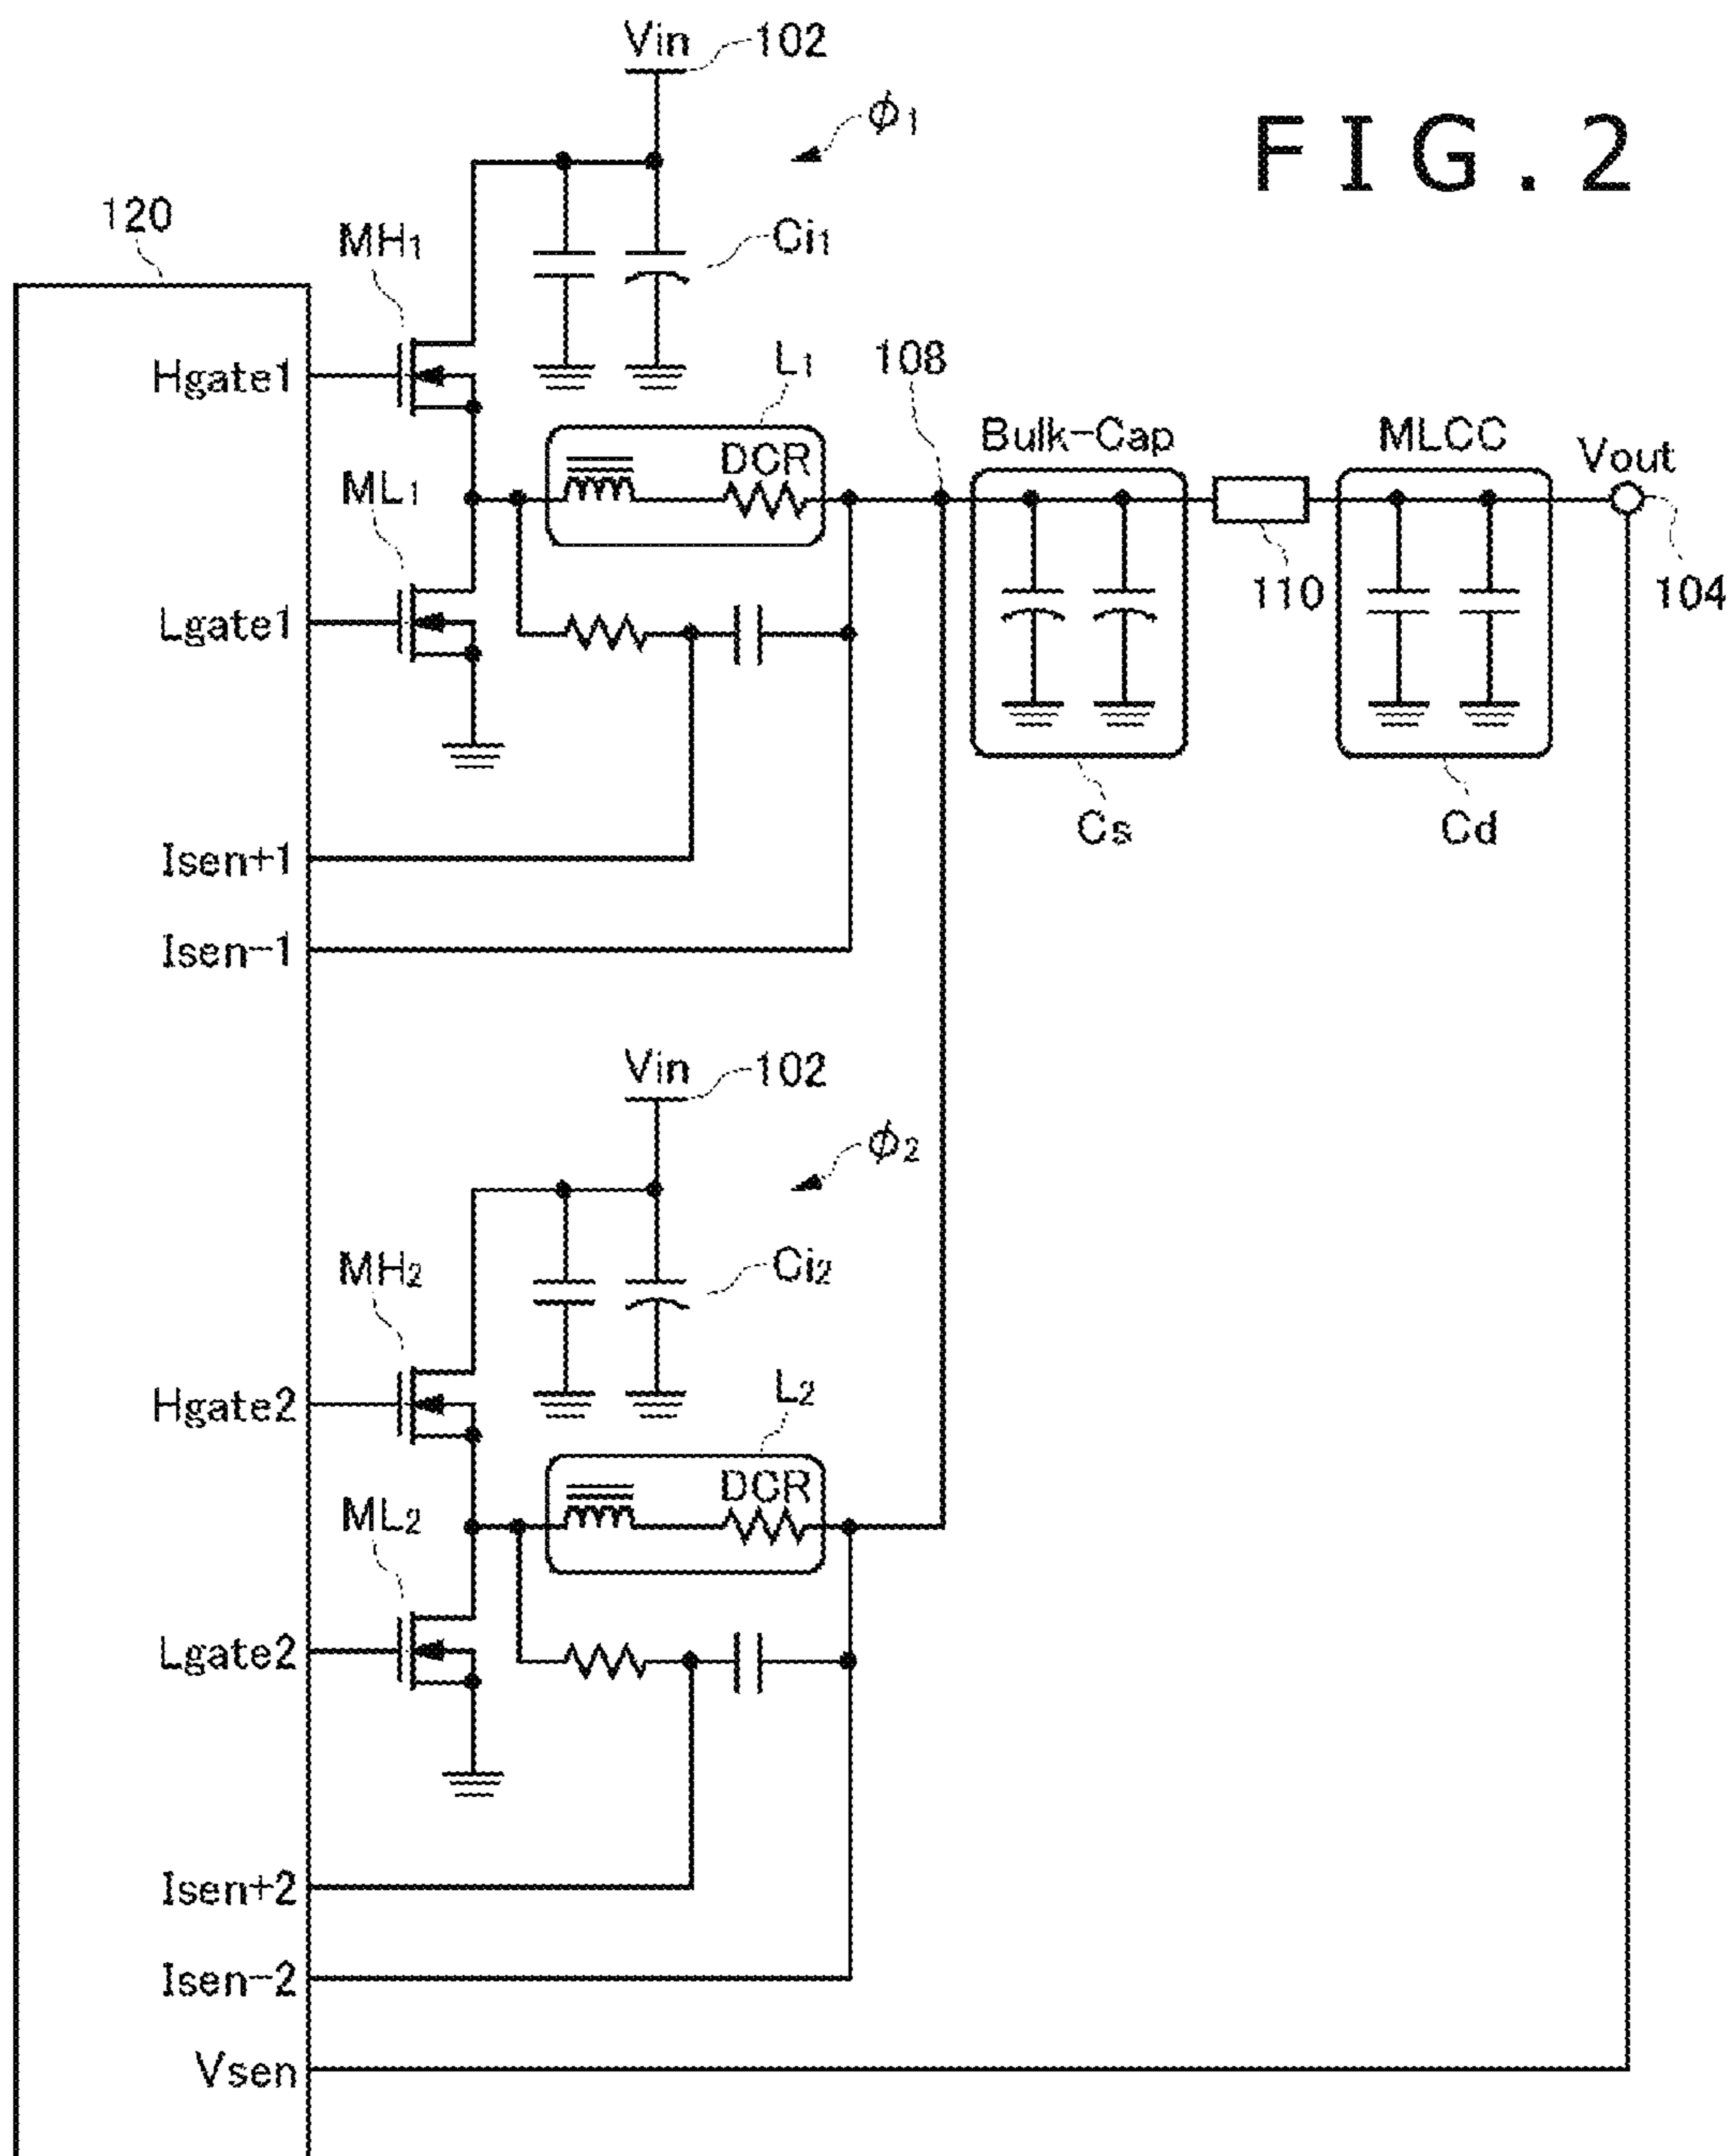 FIG.2
Vin
102
ϕ1
120
MH1
Ci1
Hgate1
L1
108
DCR
Bulk-Cap
MLCC
Vout
ML1
Lgate1
110
104
Cs
Cd
Isen+1
Isen-1
Vin
102
ϕ2
MH2
Ci2
Hgate2
L2
DCR
ML2
Lgate2
Isen+2
Isen-2
Vsen